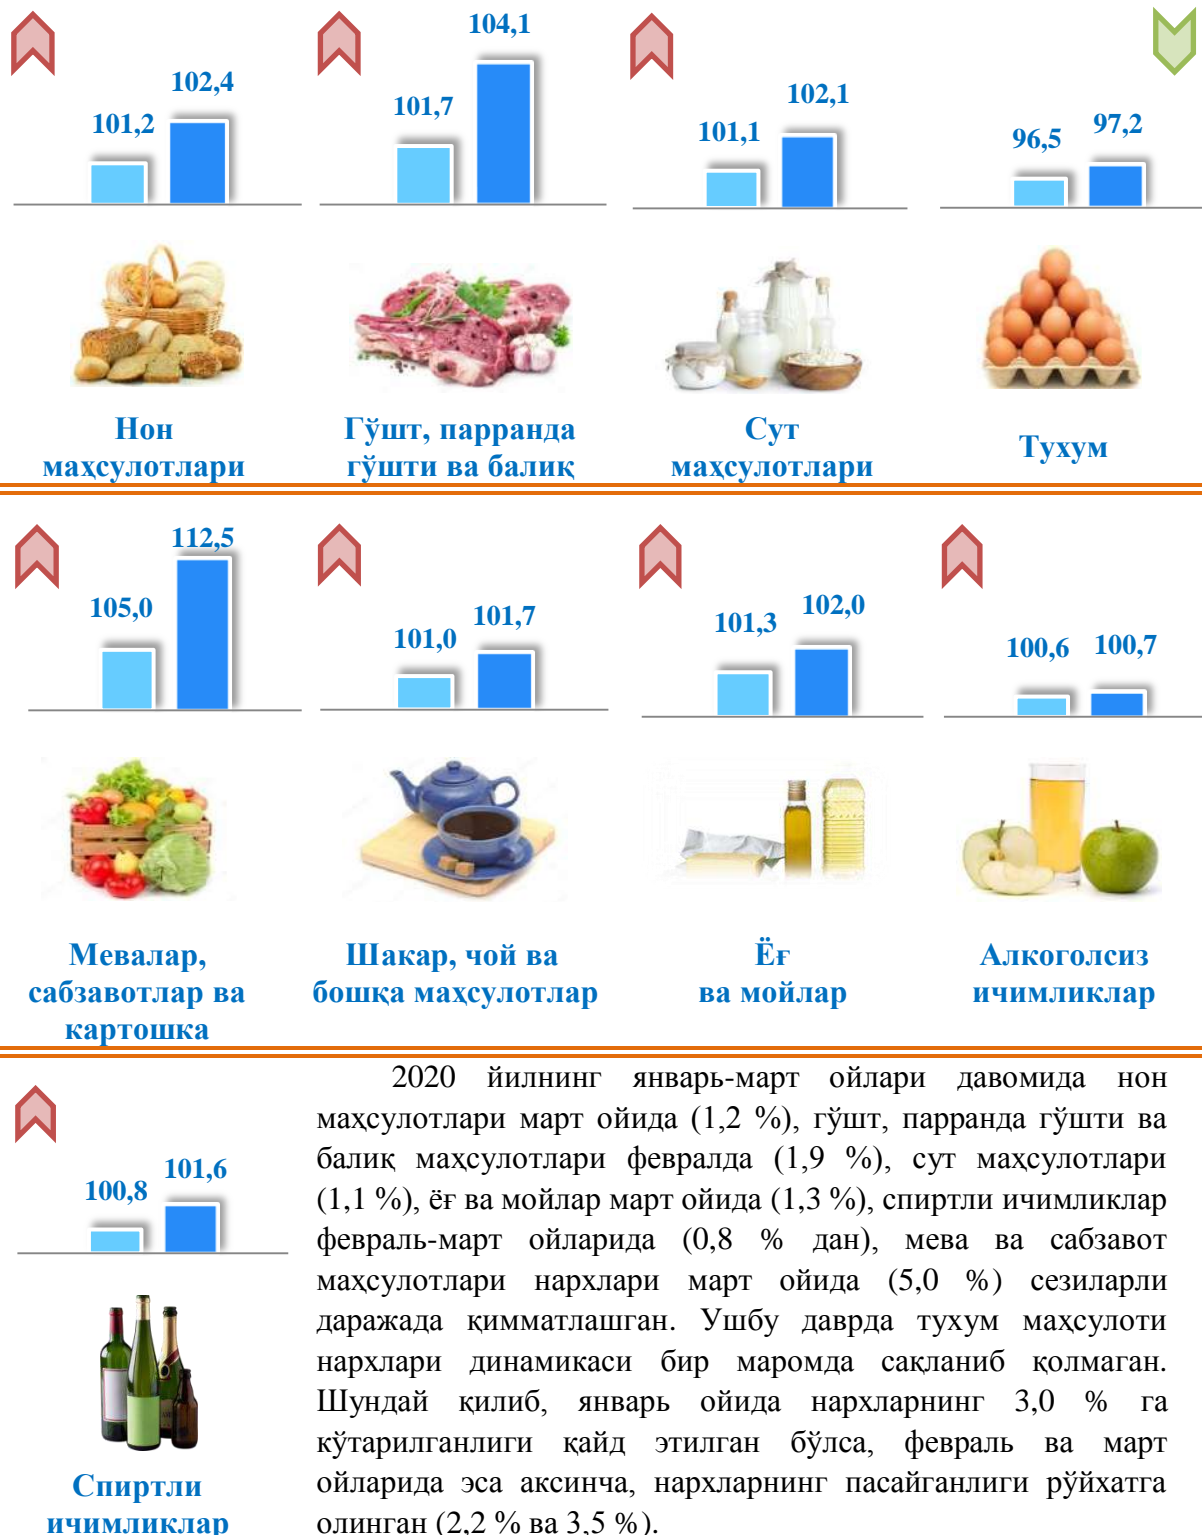 101,2
102,4
101,7
104,1
101,1
102,1
96,5
97,2
Нон
маҳсулотлари
Гўшт, парранда
гўшти ва балиқ
Сут
маҳсулотлари
Тухум
105,0
112,5
101,0
101,7
101,3
102,0
100,6
100,7
Мевалар,
сабзавотлар ва
картошка
Шакар, чой ва
бошқа маҳсулотлар
Ёғ
ва мойлар
Алкоголсиз
ичимликлар
100,8
101,6
Спиртли
ичимликлар
2020 йилнинг январь-март ойлари давомида нон
маҳсулотлари март ойида (1,2 %), гўшт, парранда гўшти ва
балиқ маҳсулотлари февралда (1,9 %), сут маҳсулотлари
(1,1 %), ёғ ва мойлар март ойида (1,3 %), спиртли ичимликлар
февраль-март ойларида (0,8 % дан), мева ва сабзавот
маҳсулотлари нархлари март ойида (5,0 %) сезиларли
даражада қимматлашган. Ушбу даврда тухум маҳсулоти
нархлари динамикаси бир маромда сақланиб қолмаган.
Шундай қилиб, январь ойида нархларнинг 3,0 % га
кўтарилганлиги қайд этилган бўлса, февраль ва март
ойларида эса аксинча, нархларнинг пасайганлиги рўйхатга
олинган (2,2 % ва 3,5 %).